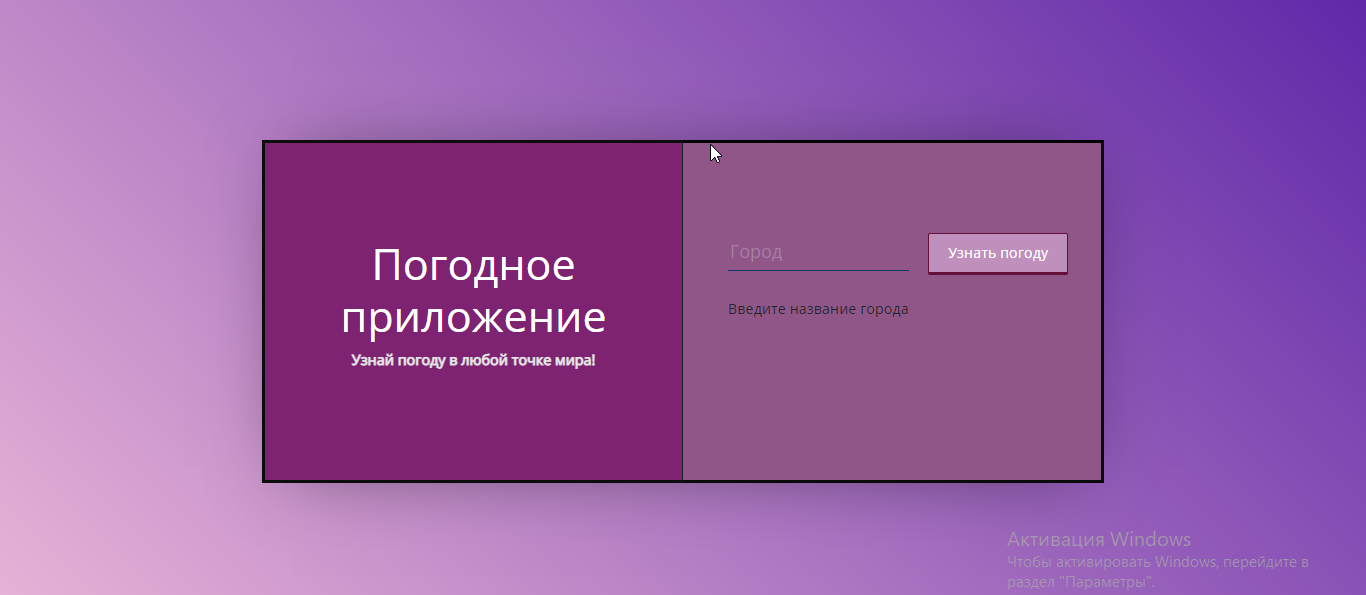 Погодное
приложение
Узнай погоду в любой точке мира!
Город
Узнать погоду
Введите название города
Активация Windows
Чтобы активировать Windows, перейдите в
раздел "Параметры".